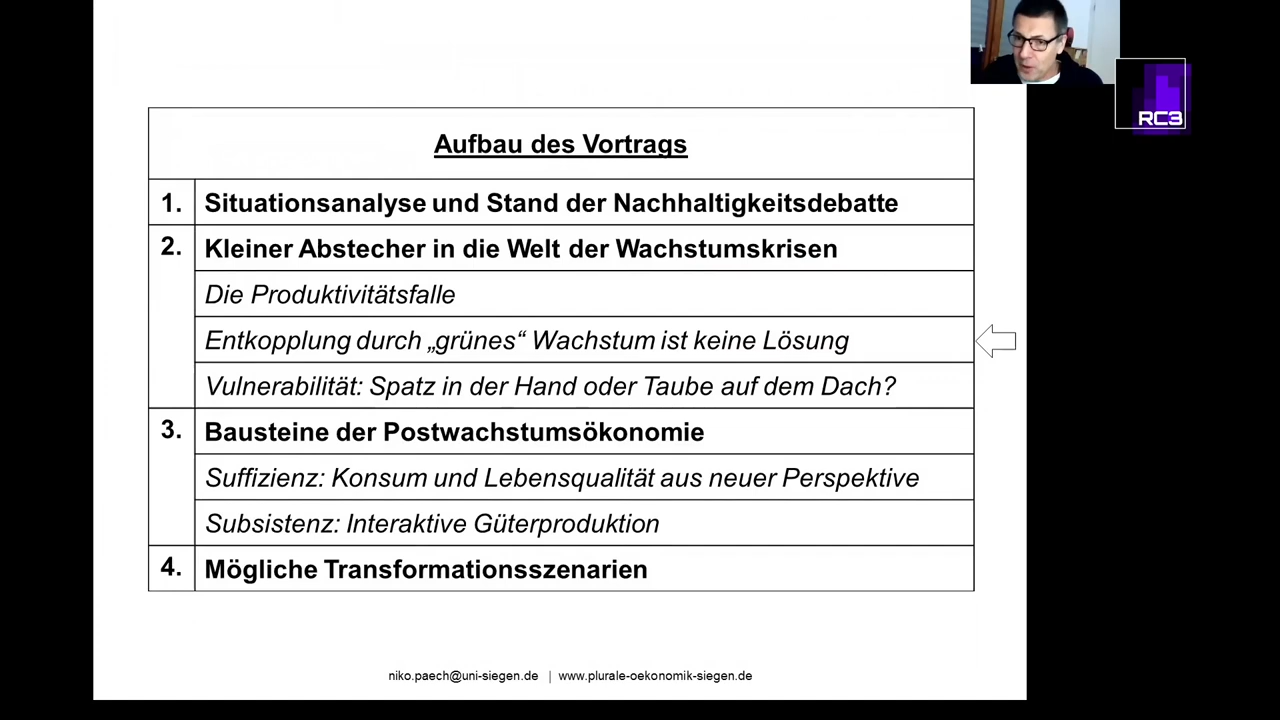 RC3
Aufbau des Vortrags
1. Situationsanalyse und Stand der Nachhaltigkeitsdebatte
2. Kleiner Abstecher in die Welt der Wachstumskrisen
Die Produktivitätsfalle
Entkopplung durch „grünes“ Wachstum ist keine Lösung
Vulnerabilität: Spatz in der Hand oder Taube auf dem Dach?
3. Bausteine der Postwachstumsökonomie
Suffizienz: Konsum und Lebensqualität aus neuer Perspektive
Subsistenz: Interaktive Güterproduktion
4. Mögliche Transformationsszenarien
niko.paech@uni-siegen.de | www.plurale-oekonomik-siegen.de